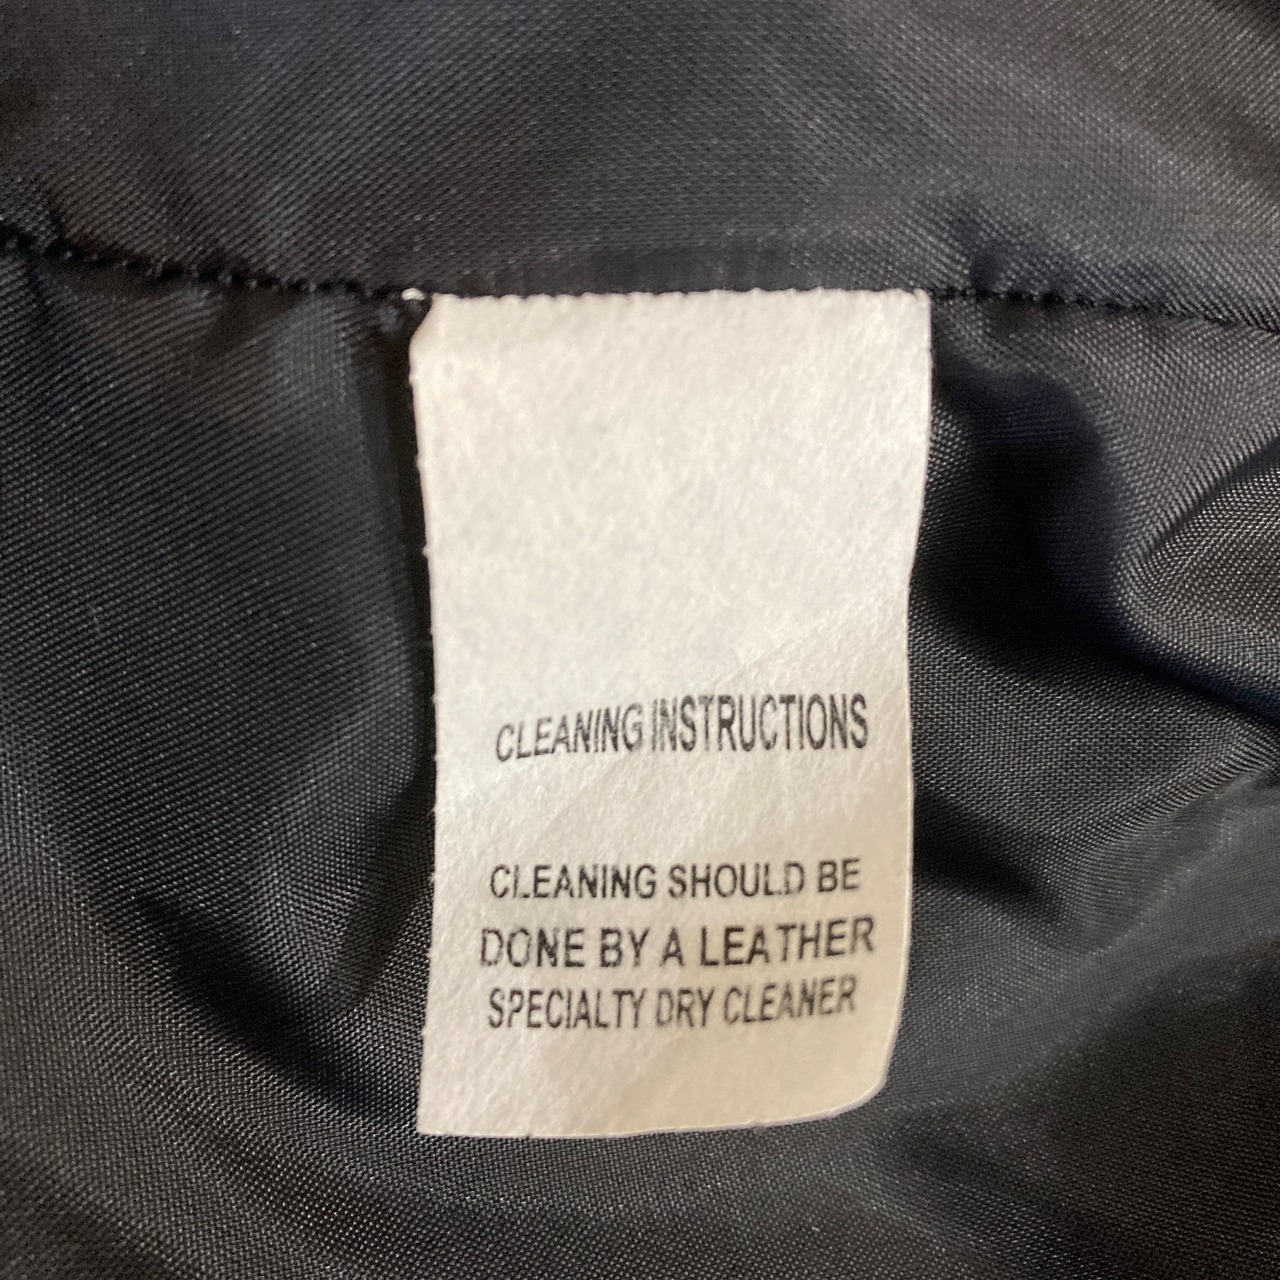 CLEANING INSTRUCTIONS
CLEANING SHOULD BE
DONE BY A LEATHER
SPECIALTY DRY CLEANER